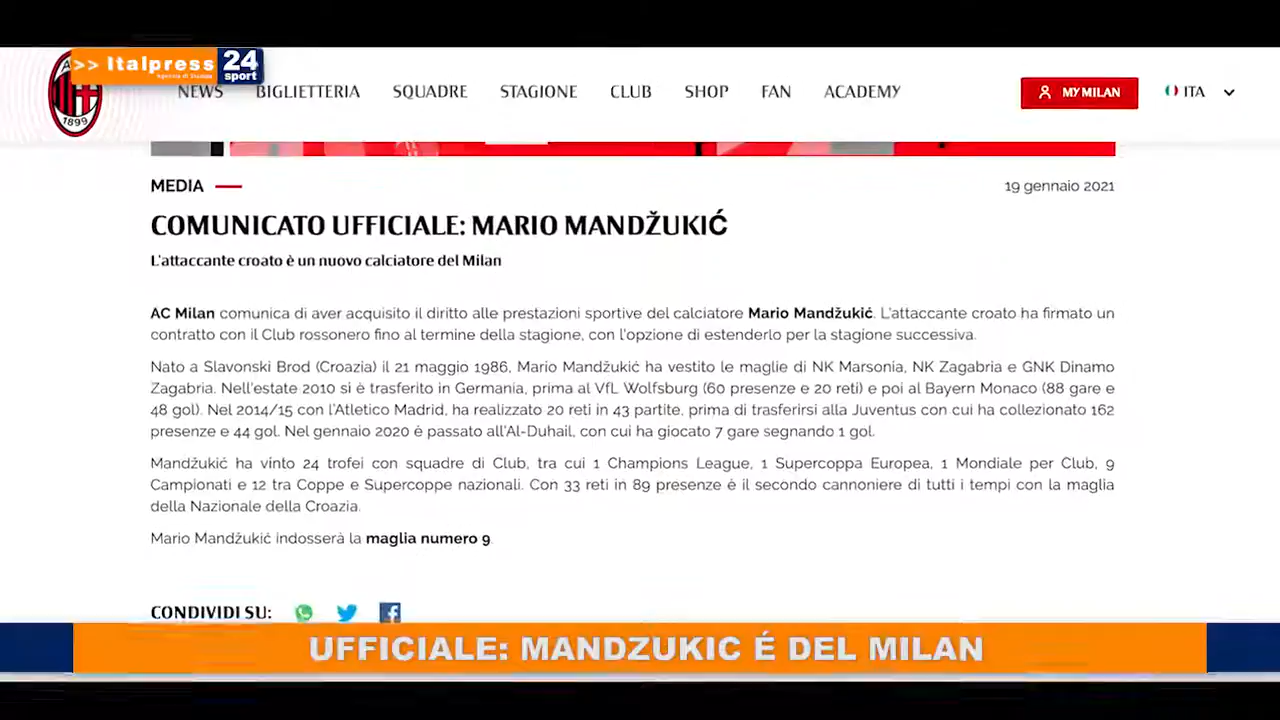 >> Italpress
Agenzia di Stampa
24
sport
1899
NEWS BIGLIETTERIA SQUADRE STAGIONE CLUB SHOP FAN ACADEMY MY MILAN ITA
MEDIA 19 gennaio 2021
COMUNICATO UFFICIALE: MARIO MANDŽUKIĆ
L'attaccante croato è un nuovo calciatore del Milan
AC Milan comunica di aver acquisito il diritto alle prestazioni sportive del calciatore Mario Mandžukić. L'attaccante croato ha firmato un
contratto con il Club rossonero fino al termine della stagione, con l'opzione di estenderlo per la stagione successiva.
Nato a Slavonski Brod (Croazia) il 21 maggio 1986, Mario Mandžukić ha vestito le maglie di NK Marsonia, NK Zagabria e GNK Dinamo
Zagabria. Nell'estate 2010 si è trasferito in Germania, prima al VfL Wolfsburg (60 presenze e 20 reti) e poi al Bayern Monaco (88 gare e
48 gol). Nel 2014/15 con l'Atletico Madrid, ha realizzato 20 reti in 43 partite, prima di trasferirsi alla Juventus con cui ha collezionato 162
presenze e 44 gol. Nel gennaio 2020 è passato all'Al-Duhail, con cui ha giocato 7 gare segnando 1 gol.
Mandžukić ha vinto 24 trofei con squadre di Club, tra cui 1 Champions League, 1 Supercoppa Europea, 1 Mondiale per Club, 9
Campionati e 12 tra Coppe e Supercoppe nazionali. Con 33 reti in 89 presenze è il secondo cannoniere di tutti i tempi con la maglia
della Nazionale della Croazia.
Mario Mandžukić indosserà la maglia numero 9.
CONDIVIDI SU:
UFFICIALE: MANDZUKIC É DEL MILAN